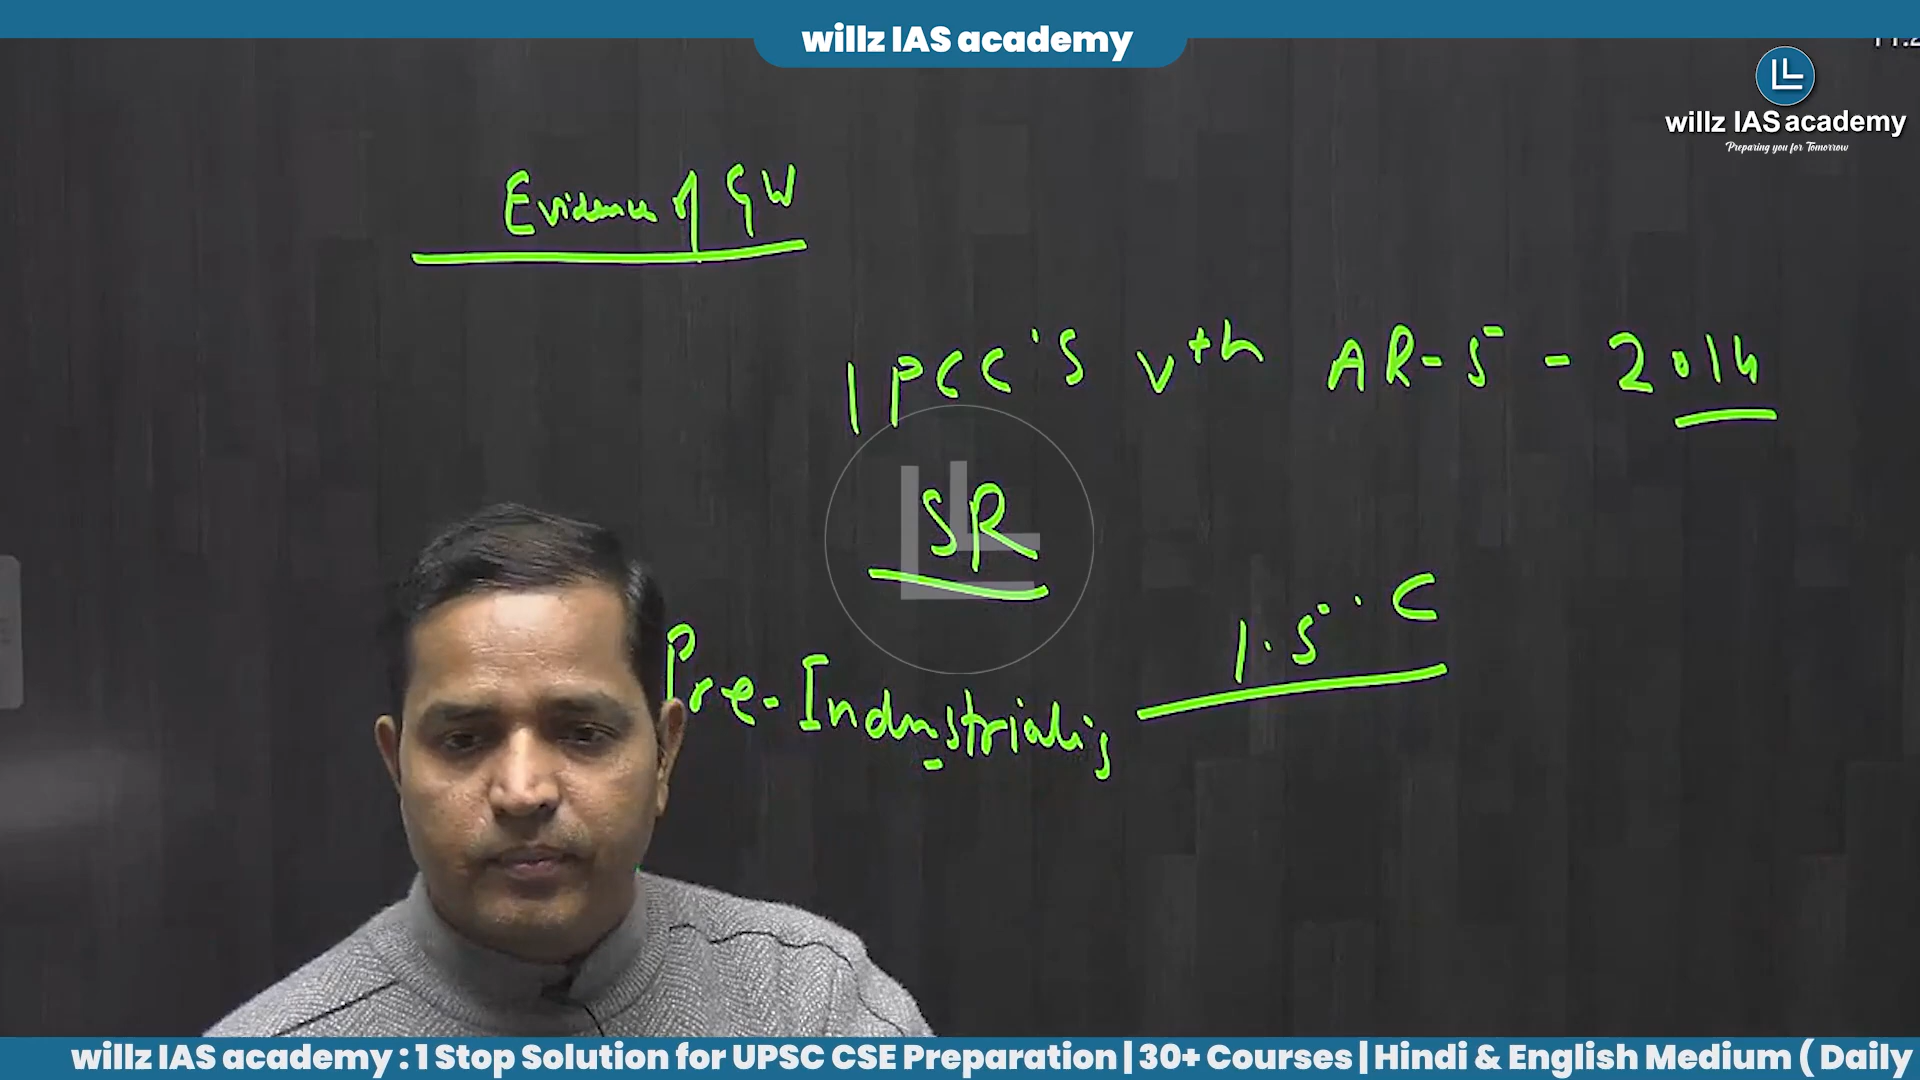 willz IAS academy
willz IAS academy
Preparing you for Tomorrow
Evidence of GW
IPCC'S Vth AR-5 - 2014
SR
1.5° C
Pre-Industrial
willz IAS academy : 1 Stop Solution for UPSC CSE Preparation | 30+ Courses | Hindi & English Medium ( Daily